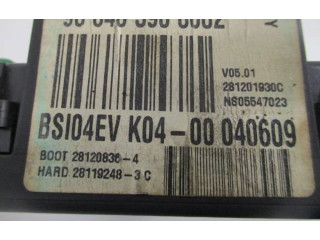 Y
V05.01
281201930C
NS05547023
BSI04EV K04-00 040609
BOOT 28120836-4
HARD 28119248-3 C